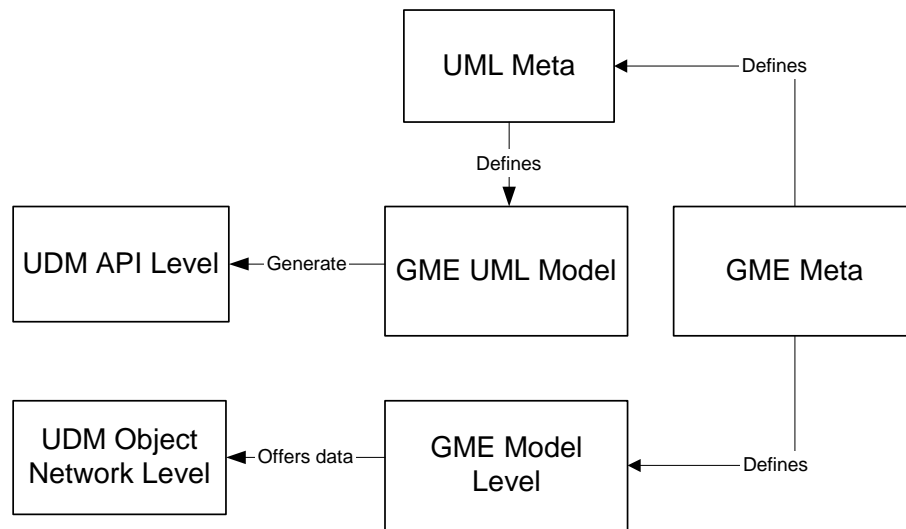 UML Meta
Defines
Defines
UDM API Level
Generate
GME UML Model
GME Meta
UDM Object
Network Level
Offers data
GME Model
Level
Defines